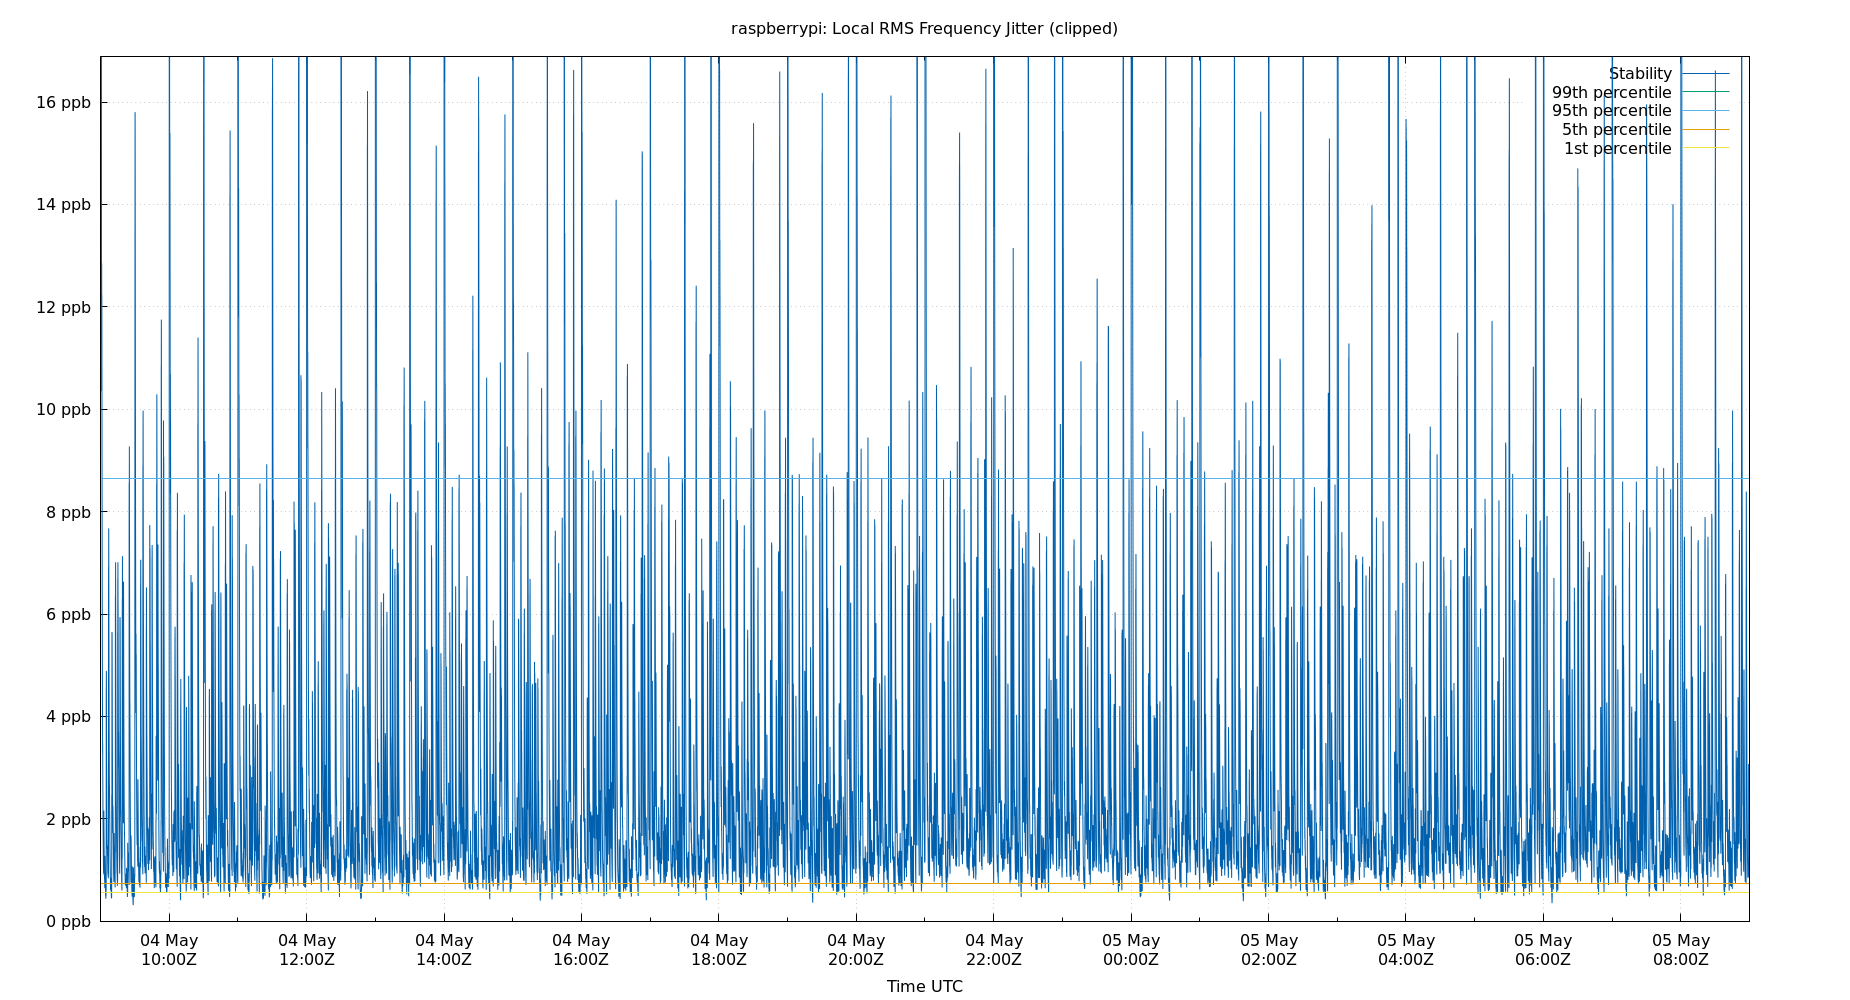 raspberrypi: Local RMS Frequency Jitter (clipped)
Stability
99th percentile
95th percentile
5th percentile
1st percentile
16 ppb
14 ppb
12 ppb
10 ppb
8 ppb
6 ppb
4 ppb
2 ppb
0 ppb
04 May 04 May 04 May 04 May 04 May 04 May 04 May 05 May 05 May 05 May 05 May 05 May
10:00Z 12:00Z 14:00Z 16:00Z 18:00Z 20:00Z 22:00Z 00:00Z 02:00Z 04:00Z 06:00Z 08:00Z
Time UTC